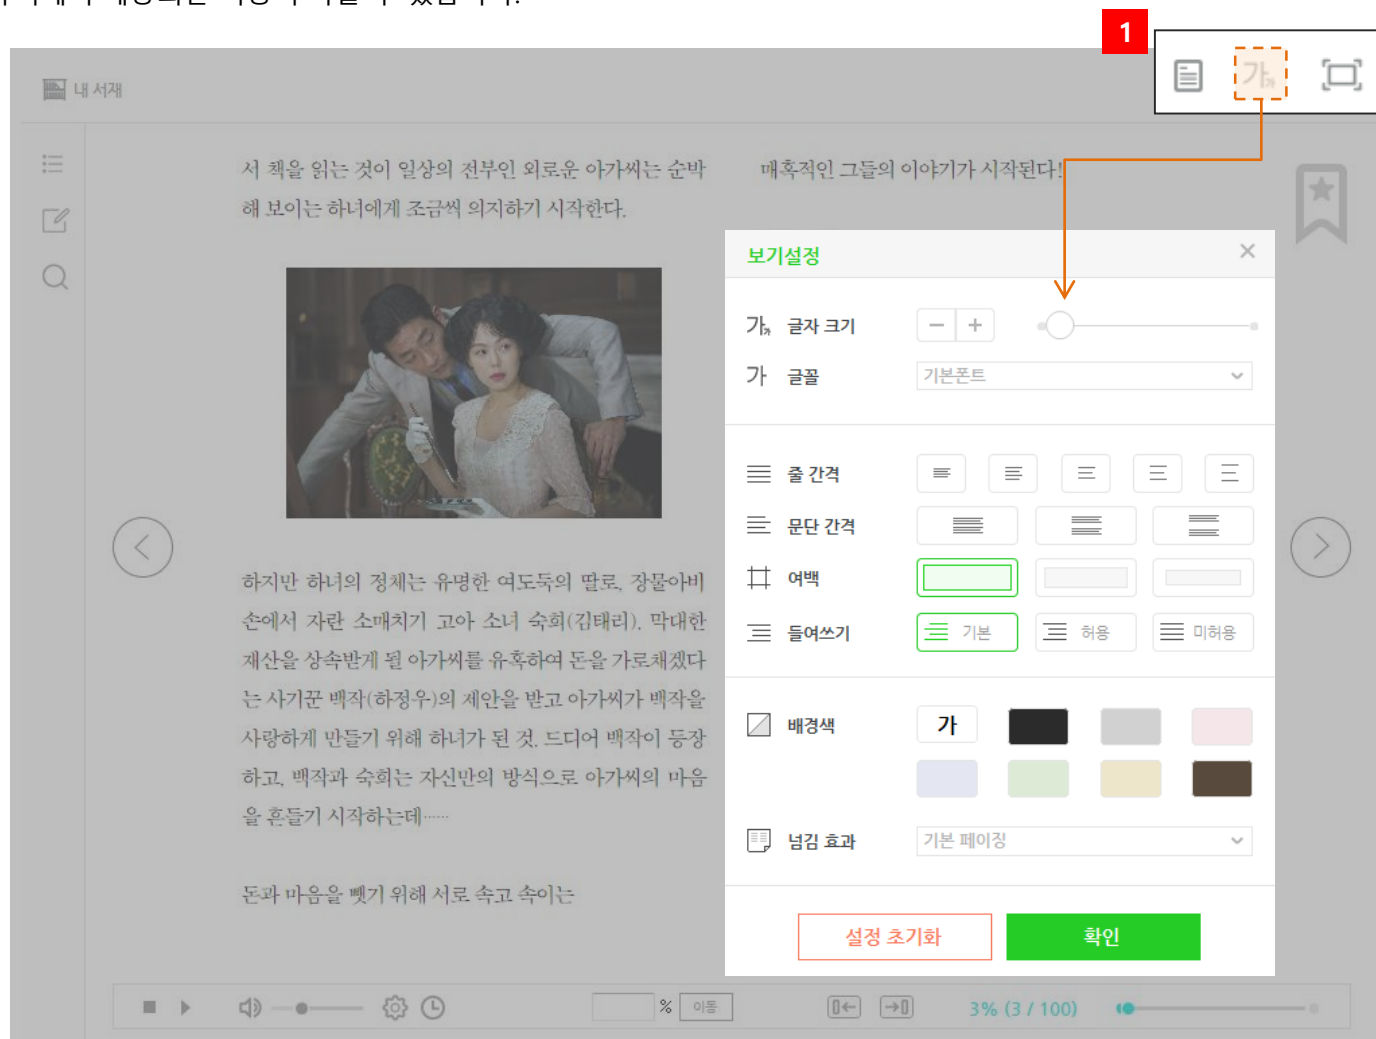 1
내 서재
가
서 책을 읽는 것이 일상의 전부인 외로운 아가씨는 순박
해 보이는 하녀에게 조금씩 의지하기 시작한다.
하지만 하녀의 정체는 유명한 여도둑의 딸로, 장물아비
손에서 자란 소매치기 고아 소녀 숙희(김태리). 막대한
재산을 상속받게 될 아가씨를 유혹하여 돈을 가로채겠다
는 사기꾼 백작(하정우)의 제안을 받고 아가씨가 백작을
사랑하게 만들기 위해 하녀가 된 것. 드디어 백작이 등장
하고, 백작과 숙희는 자신만의 방식으로 아가씨의 마음
을 흔들기 시작하는데……
돈과 마음을 뺏기 위해 서로 속고 속이는
매혹적인 그들의 이야기가 시작된다!
보기설정
가가 글자 크기
가 글꼴 기본폰트
줄 간격
문단 간격
여백
들여쓰기 기본 허용 미허용
배경색 가
넘김 효과 기본 페이징
설정 초기화 확인
% 이동 3% (3 / 100)